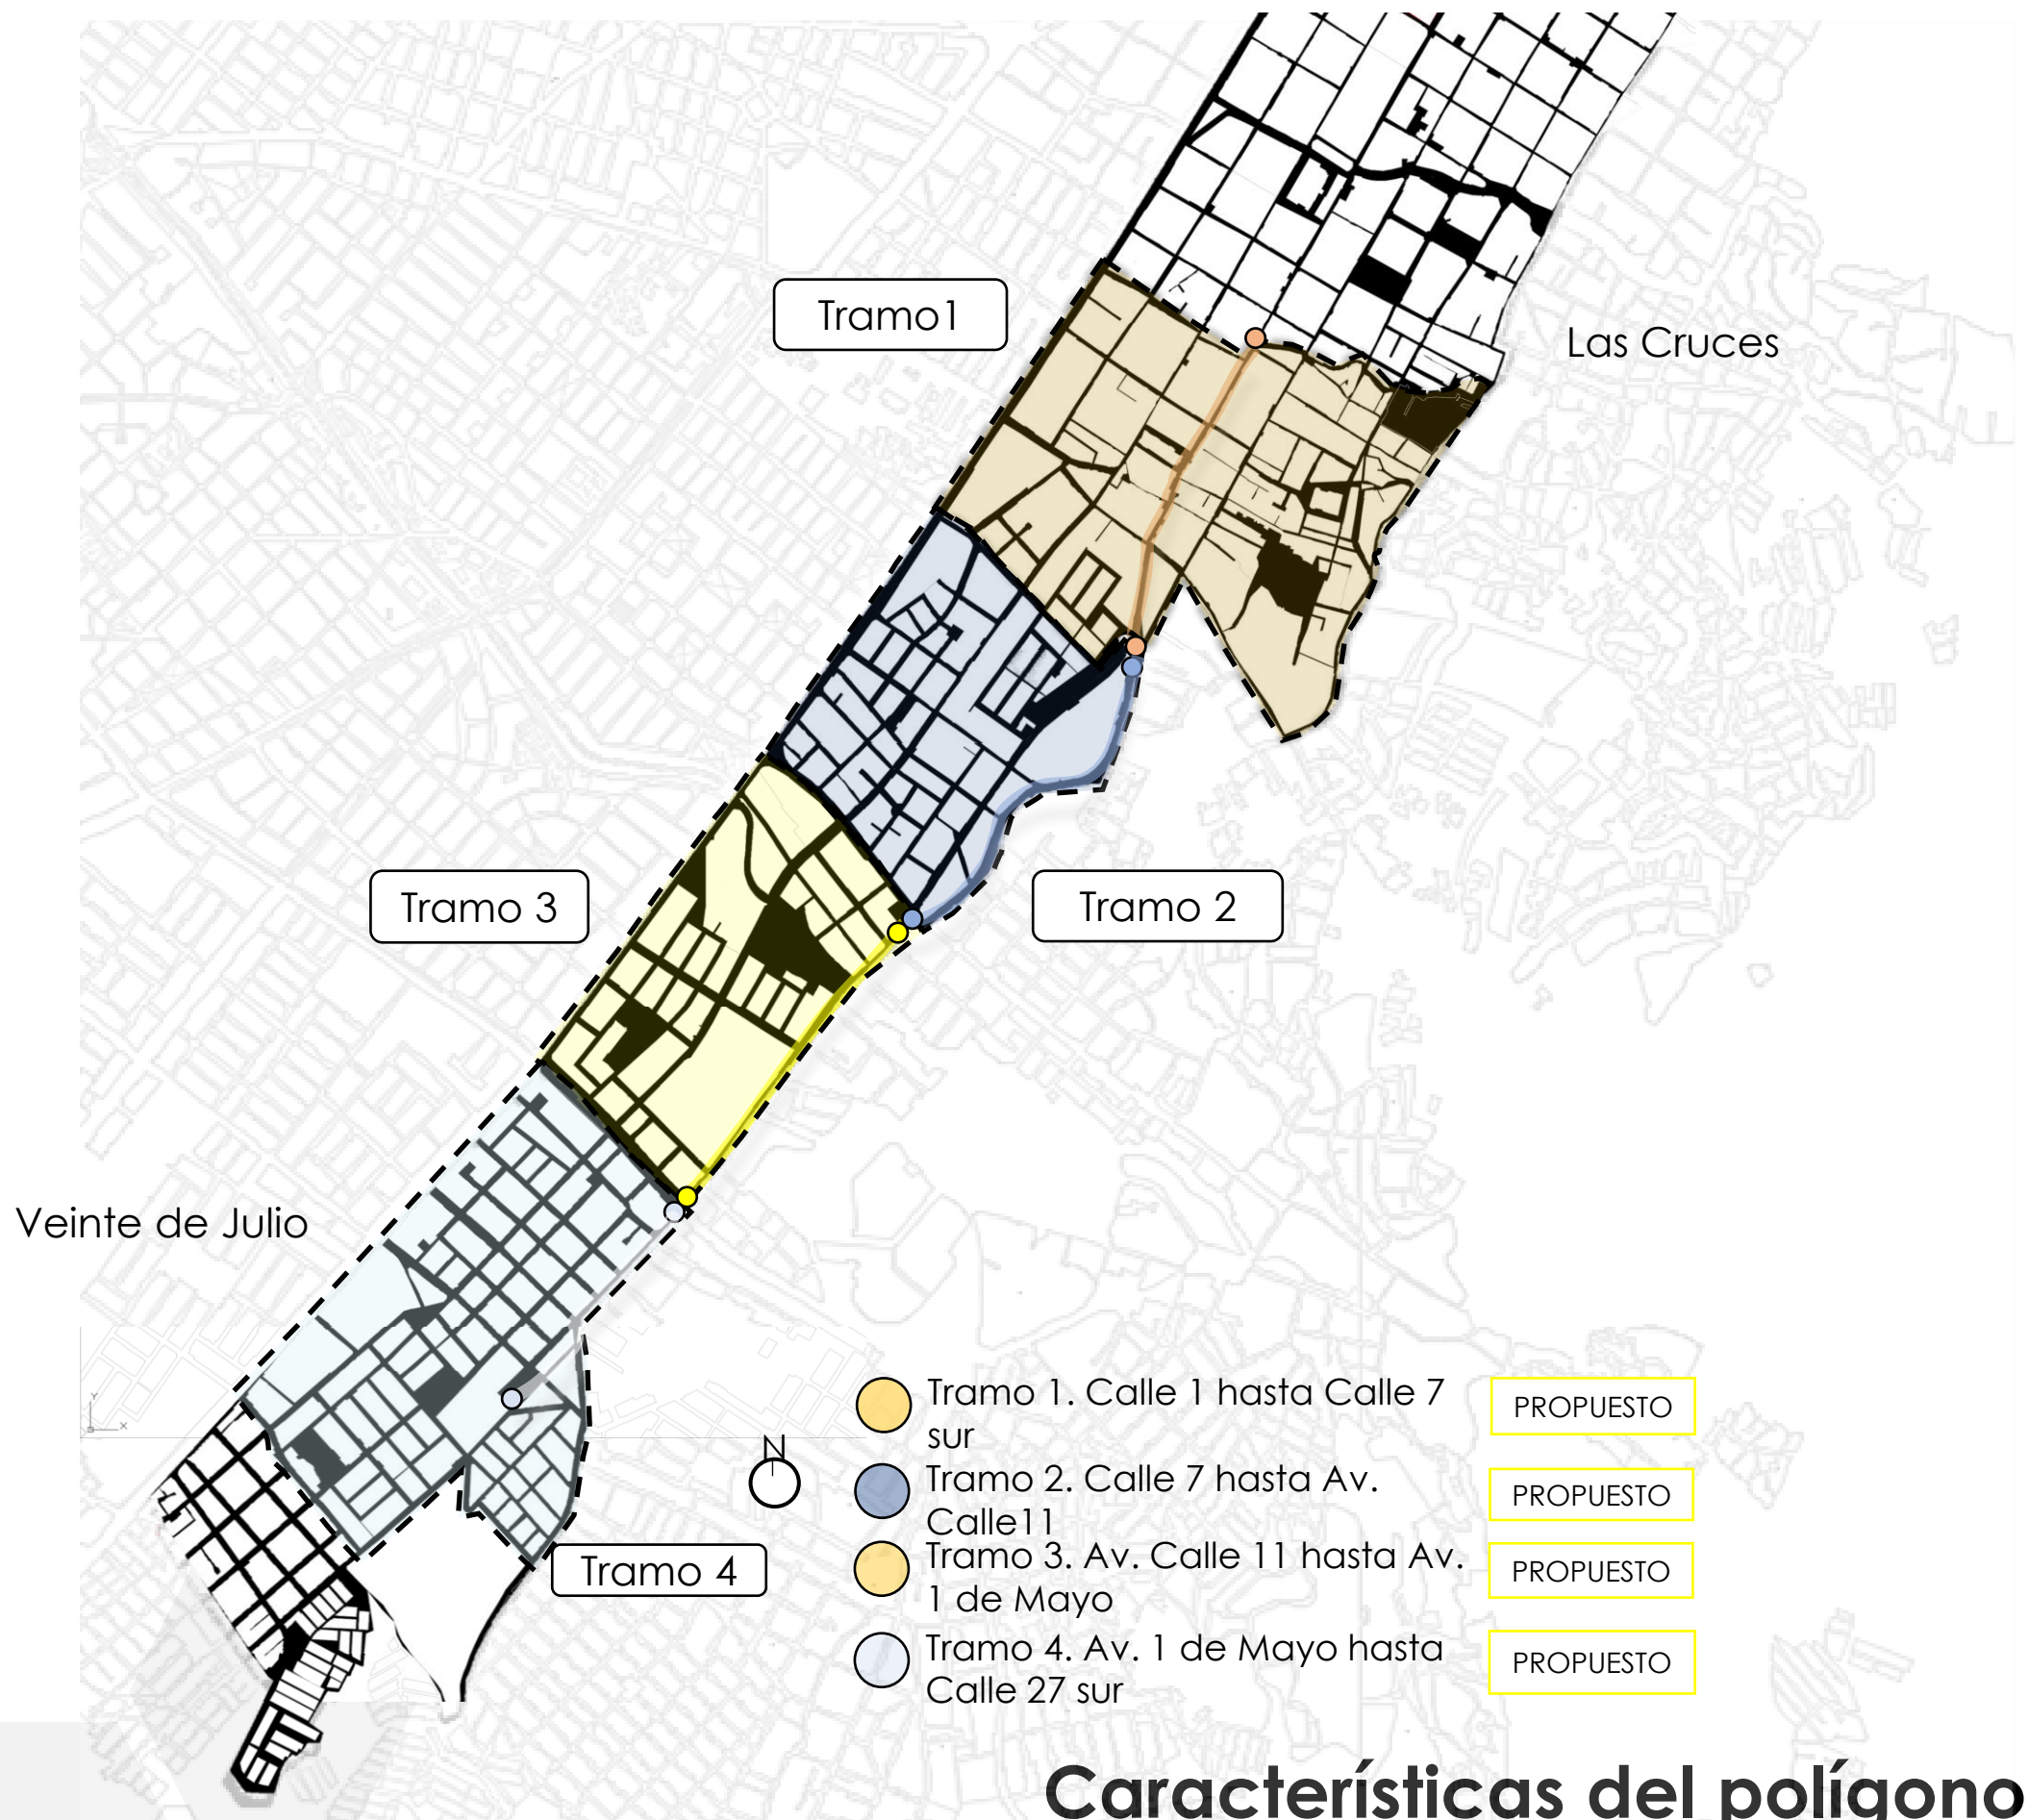 Tramo1
Las Cruces
Tramo 3
Tramo 2
Veinte de Julio
Tramo 4
N
Y
X
Tramo 1. Calle 1 hasta Calle 7
sur
PROPUESTO
Tramo 2. Calle 7 hasta Av.
Calle11
PROPUESTO
Tramo 3. Av. Calle 11 hasta Av.
1 de Mayo
PROPUESTO
Tramo 4. Av. 1 de Mayo hasta
Calle 27 sur
PROPUESTO
Características del polígono